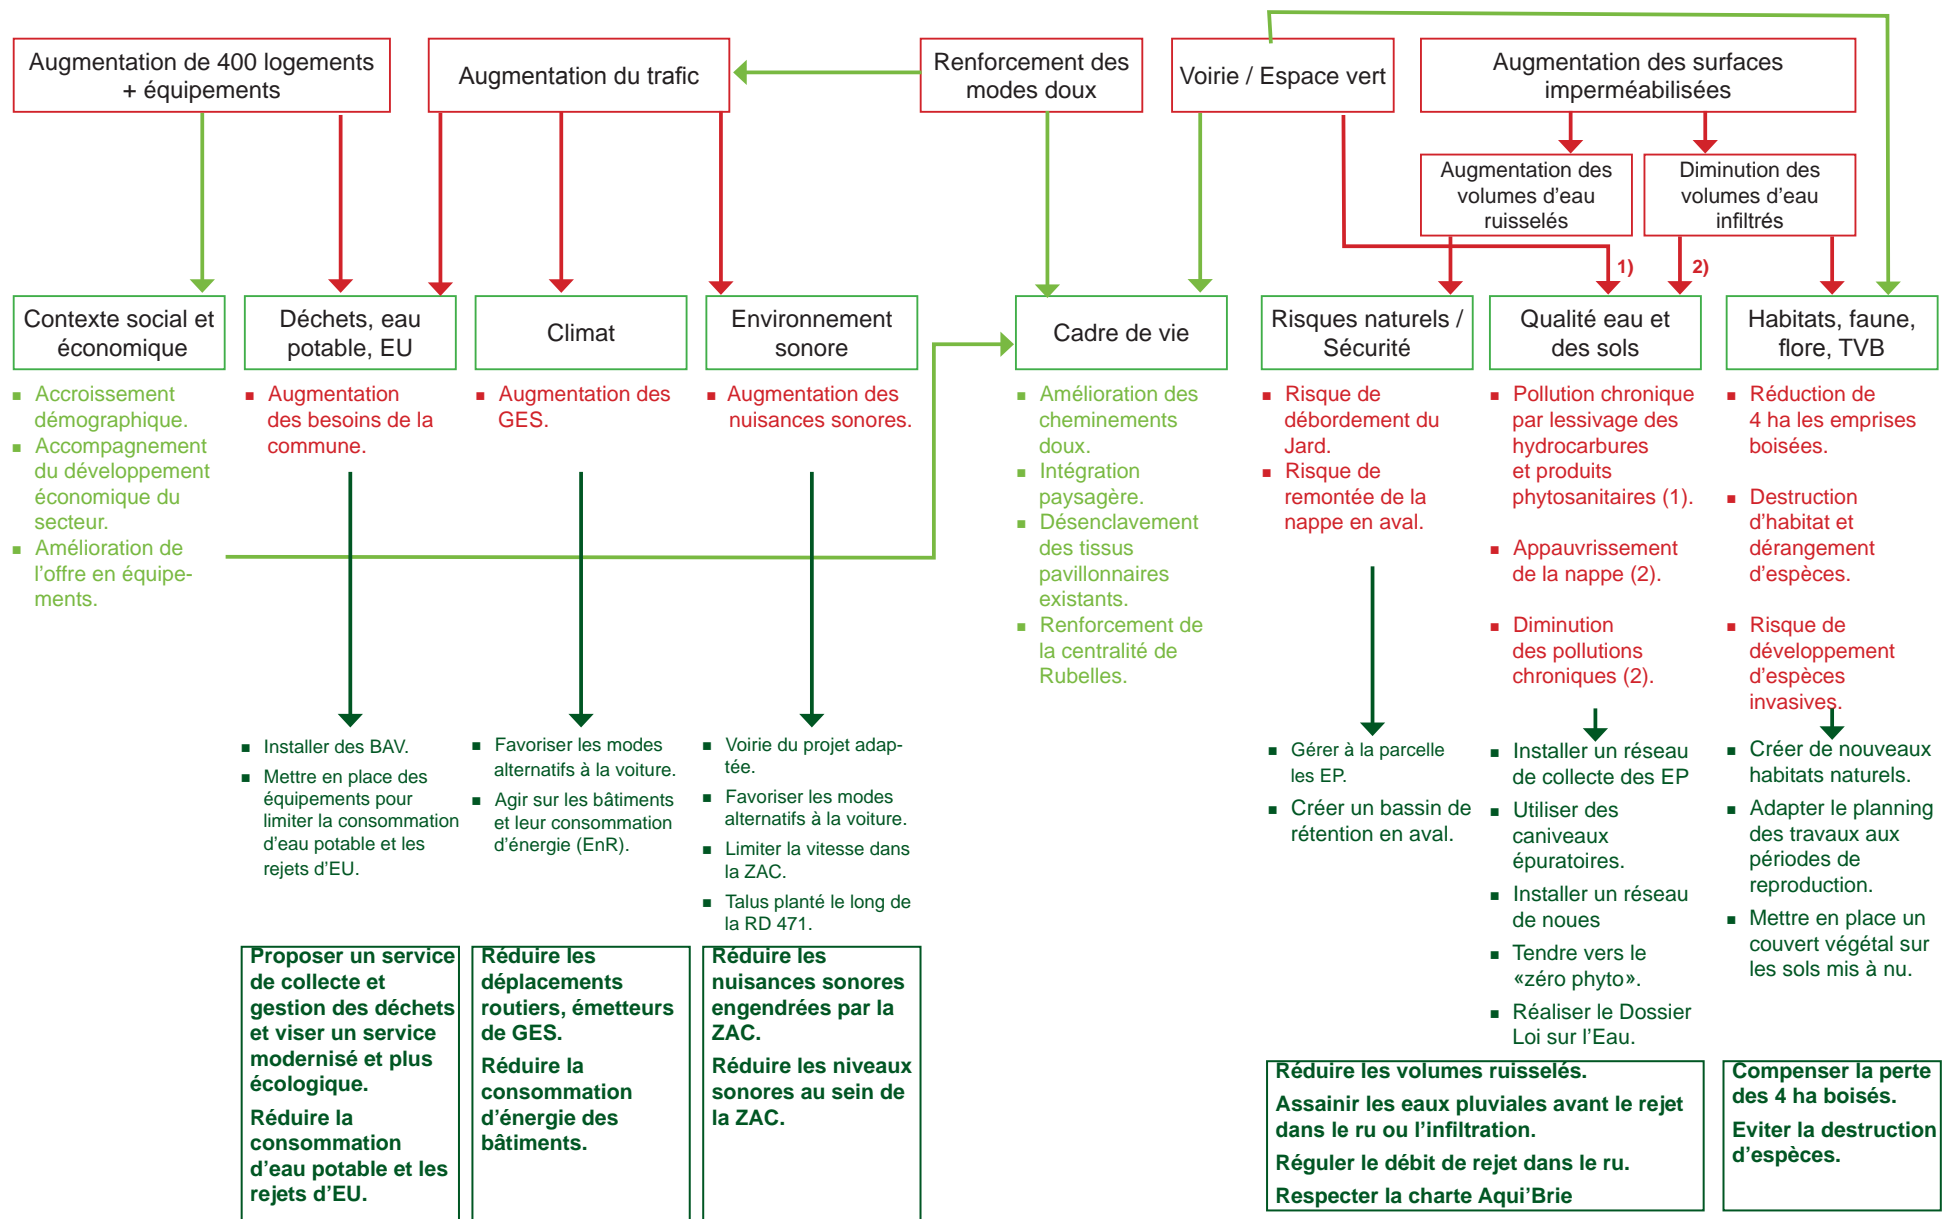 Augmentation de 400 logements
+ équipements
Augmentation du trafic
Renforcement des
modes doux
Voirie / Espace vert
Augmentation des surfaces
imperméabilisées
Augmentation des
volumes d'eau
ruisselés
Diminution des
volumes d'eau
infiltrés
1)
2)
Contexte social et
économique
Déchets, eau
potable, EU
Climat
Environnement
sonore
Cadre de vie
Risques naturels /
Sécurité
Qualité eau et
des sols
Habitats, faune,
flore, TVB
▪ Accroissement
démographique.
▪ Accompagnement
du développement
économique du
secteur.
▪ Amélioration de
l'offre en équipe-
ments.
▪ Augmentation
des besoins de la
commune.
▪ Augmentation des
GES.
▪ Augmentation des
nuisances sonores.
▪ Amélioration des
cheminements
doux.
▪ Intégration
paysagère.
▪ Désenclavement
des tissus
pavillonnaires
existants.
▪ Renforcement de
la centralité de
Rubelles.
▪ Risque de
débordement du
Jard.
▪ Risque de
remontée de la
nappe en aval.
▪ Pollution chronique
par lessivage des
hydrocarbures
et produits
phytosanitaires (1).
▪ Appauvrissement
de la nappe (2).
▪ Diminution
des pollutions
chroniques (2).
▪ Réduction de
4 ha les emprises
boisées.
▪ Destruction
d'habitat et
dérangement
d'espèces.
▪ Risque de
développement
d'espèces
invasives.
▪ Installer des BAV.
▪ Mettre en place des
équipements pour
limiter la consommation
d'eau potable et les
rejets d'EU.
▪ Favoriser les modes
alternatifs à la voiture.
▪ Agir sur les bâtiments
et leur consommation
d'énergie (EnR).
▪ Voirie du projet adap-
tée.
▪ Favoriser les modes
alternatifs à la voiture.
▪ Limiter la vitesse dans
la ZAC.
▪ Talus planté le long de
la RD 471.
▪ Gérer à la parcelle
les EP.
▪ Créer un bassin de
rétention en aval.
▪ Installer un réseau
de collecte des EP
▪ Utiliser des
caniveaux
épuratoires.
▪ Installer un réseau
de noues
▪ Tendre vers le
«zéro phyto».
▪ Réaliser le Dossier
Loi sur l'Eau.
▪ Créer de nouveaux
habitats naturels.
▪ Adapter le planning
des travaux aux
périodes de
reproduction.
▪ Mettre en place un
couvert végétal sur
les sols mis à nu.
Proposer un service
de collecte et
gestion des déchets
et viser un service
modernisé et plus
écologique.
Réduire la
consommation
d'eau potable et les
rejets d'EU.
Réduire les
déplacements
routiers, émetteurs
de GES.
Réduire la
consommation
d'énergie des
bâtiments.
Réduire les
nuisances sonores
engendrées par la
ZAC.
Réduire les niveaux
sonores au sein de
la ZAC.
Réduire les volumes ruisselés.
Assainir les eaux pluviales avant le rejet
dans le ru ou l'infiltration.
Réguler le débit de rejet dans le ru.
Respecter la charte Aqui'Brie
Compenser la perte
des 4 ha boisés.
Eviter la destruction
d'espèces.